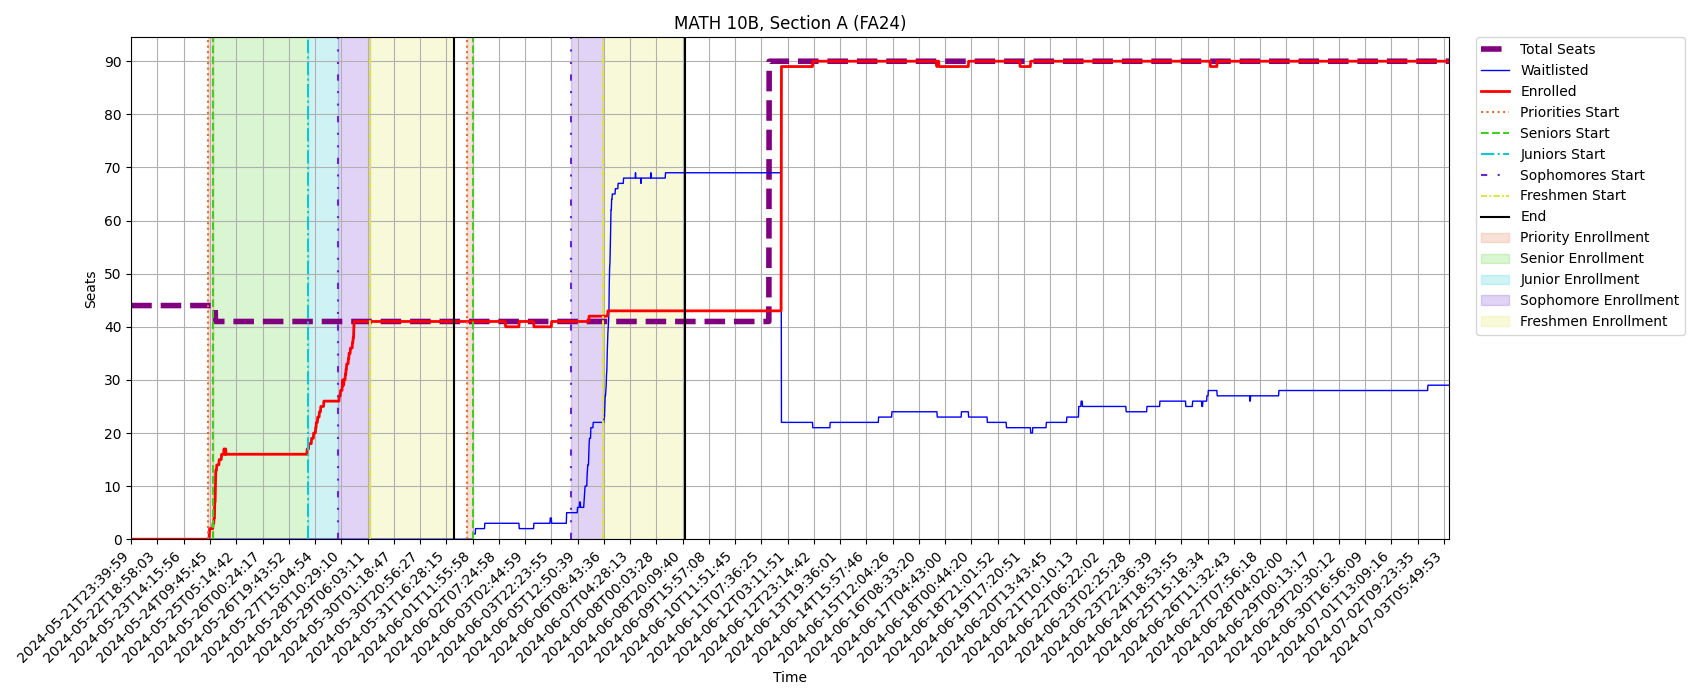 MATH 10B, Section A (FA24)
Seats
90
80
70
60
50
40
30
20
10
0
2024-05-21T23:39:59
2024-05-22T18:58:03
2024-05-23T14:15:56
2024-05-24T09:45:45
2024-05-25T05:14:42
2024-05-26T00:24:17
2024-05-26T19:43:52
2024-05-27T15:04:54
2024-05-28T10:29:10
2024-05-29T06:03:11
2024-05-30T01:18:47
2024-05-30T20:56:27
2024-05-31T16:28:15
2024-06-01T11:55:58
2024-06-02T07:24:58
2024-06-03T02:44:59
2024-06-03T22:23:55
2024-06-05T12:50:39
2024-06-06T08:43:36
2024-06-07T04:28:13
2024-06-08T00:03:28
2024-06-08T20:09:40
2024-06-09T15:57:08
2024-06-10T11:51:45
2024-06-11T07:36:25
2024-06-12T03:11:51
2024-06-12T23:14:42
2024-06-13T19:36:01
2024-06-14T15:57:46
2024-06-15T12:04:26
2024-06-16T08:33:20
2024-06-17T04:43:00
2024-06-18T00:44:20
2024-06-18T21:01:52
2024-06-19T17:20:51
2024-06-20T13:43:45
2024-06-21T10:10:13
2024-06-22T06:22:02
2024-06-23T02:25:28
2024-06-23T22:36:39
2024-06-24T18:53:55
2024-06-25T15:18:34
2024-06-26T11:32:43
2024-06-27T07:56:18
2024-06-28T04:02:00
2024-06-29T00:13:17
2024-06-29T20:30:12
2024-06-30T16:56:09
2024-07-01T13:09:16
2024-07-02T09:23:35
2024-07-03T05:49:53
Time
Total Seats
Waitlisted
Enrolled
Priorities Start
Seniors Start
Juniors Start
Sophomores Start
Freshmen Start
End
Priority Enrollment
Senior Enrollment
Junior Enrollment
Sophomore Enrollment
Freshmen Enrollment